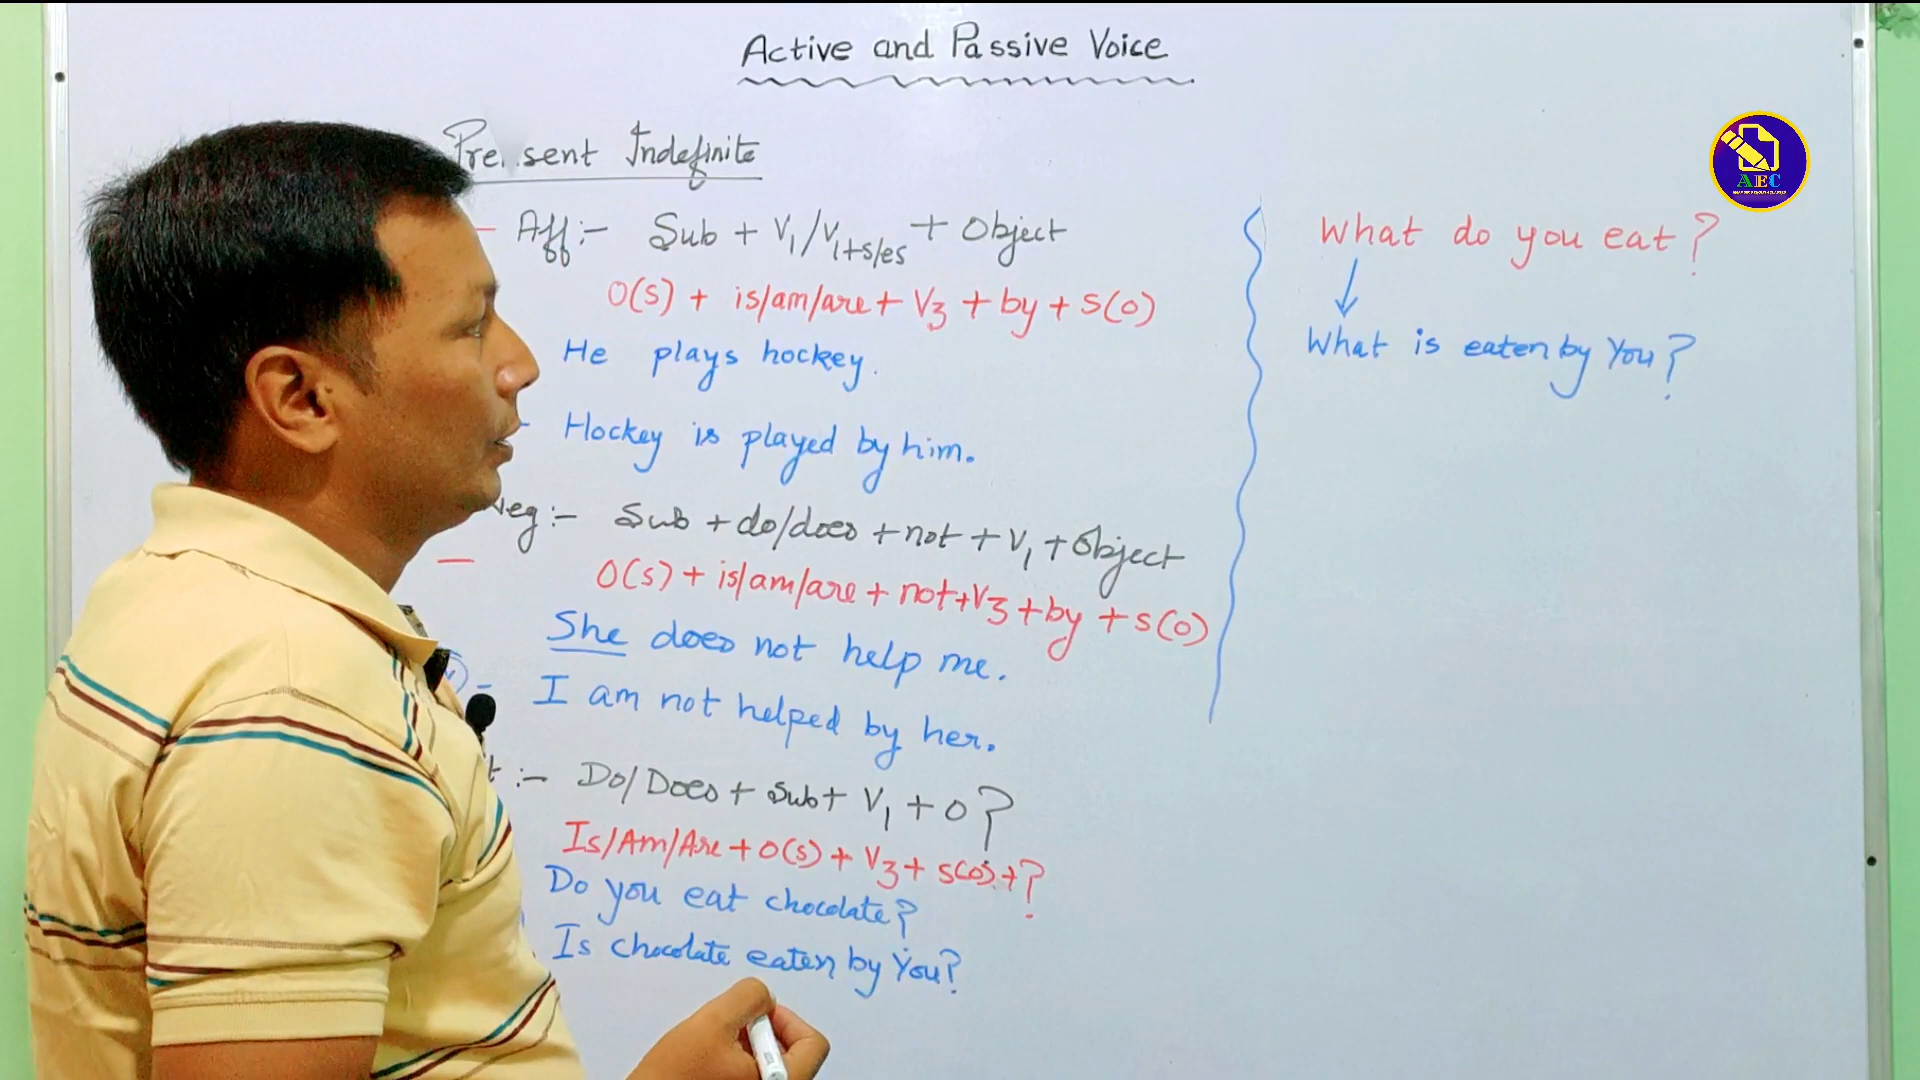 Active and Passive Voice
Present Indefinite
- Aff:- Sub + V1/V1+s/es + Object
O(S) + is/am/are + V3 + by + S(O)
He plays hockey.
Hockey is played by him.
Neg:- Sub + do/does + not + V1 + Object
O(S) + is/am/are + not + V3 + by + S(O)
She does not help me.
I am not helped by her.
t :- Do/Does + Sub + V1 + O?
Is/Am/Are + O(S) + V3 + S(O) + ?
Do you eat chocolate?
Is chocolate eaten by You?
What do you eat?
What is eaten by You?
AEC